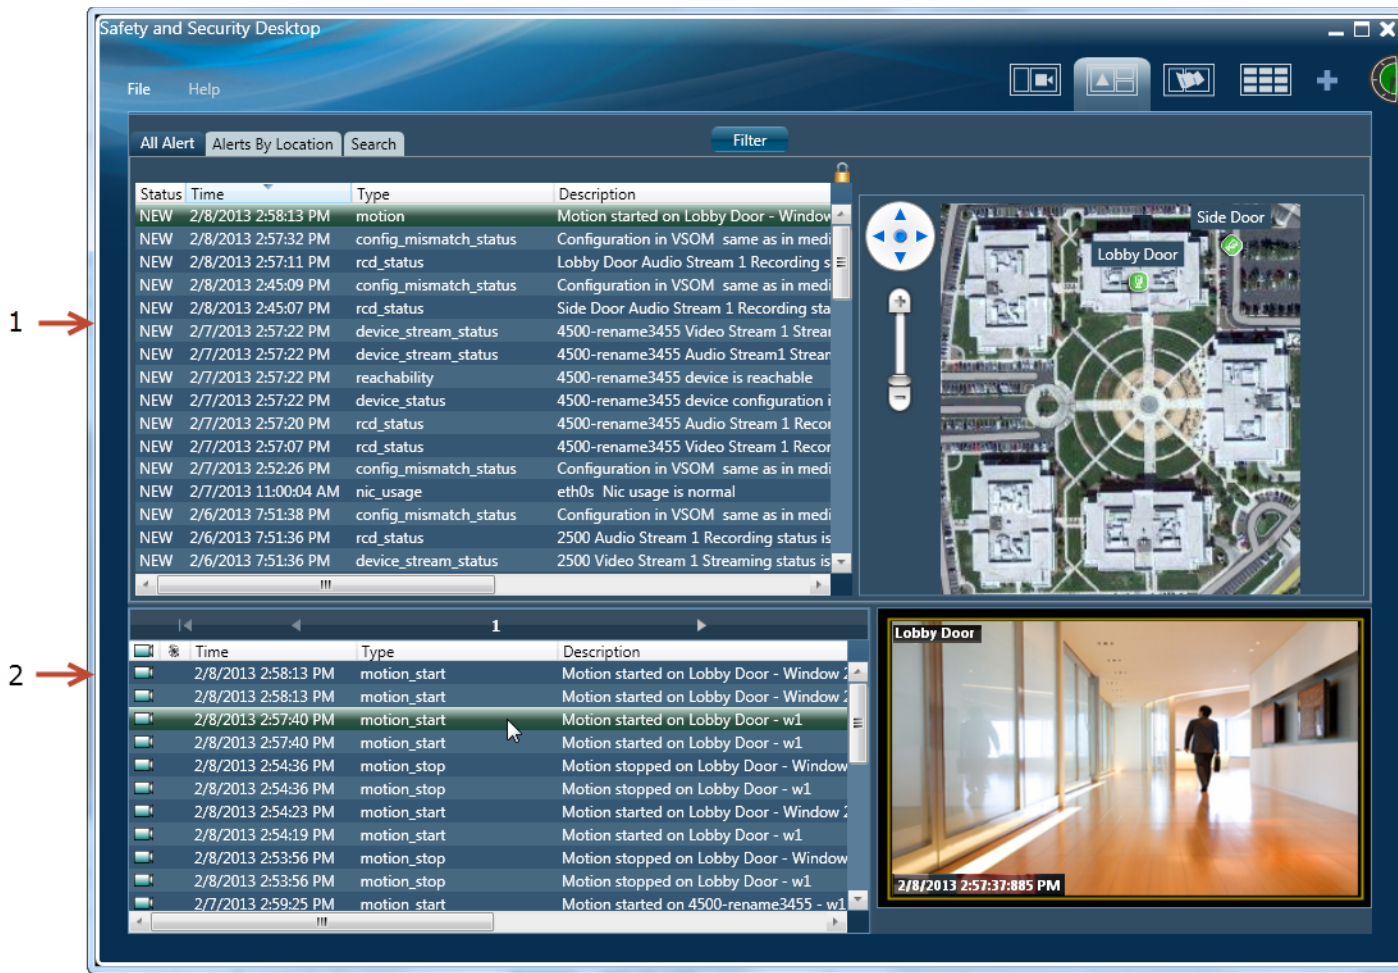 Safety and Security Desktop
File Help
All Alert Alerts By Location Search Filter
Status Time Type Description
NEW 2/8/2013 2:58:13 PM motion Motion started on Lobby Door - Window
NEW 2/8/2013 2:57:32 PM config_mismatch_status Configuration in VSOM same as in medi
NEW 2/8/2013 2:57:11 PM rcd_status Lobby Door Audio Stream 1 Recording s
NEW 2/8/2013 2:45:09 PM config_mismatch_status Configuration in VSOM same as in medi
NEW 2/8/2013 2:45:07 PM rcd_status Side Door Audio Stream 1 Recording sta
1
NEW 2/7/2013 2:57:22 PM device_stream_status 4500-rename3455 Video Stream 1 Strea
NEW 2/7/2013 2:57:22 PM device_stream_status 4500-rename3455 Audio Stream1 Strear
NEW 2/7/2013 2:57:22 PM reachability 4500-rename3455 device is reachable
NEW 2/7/2013 2:57:22 PM device_status 4500-rename3455 device configuration i
NEW 2/7/2013 2:57:20 PM rcd_status 4500-rename3455 Audio Stream 1 Recor
NEW 2/7/2013 2:57:07 PM rcd_status 4500-rename3455 Video Stream 1 Recor
NEW 2/7/2013 2:52:26 PM config_mismatch_status Configuration in VSOM same as in medi
NEW 2/7/2013 11:00:04 AM nic_usage eth0s Nic usage is normal
NEW 2/6/2013 7:51:38 PM config_mismatch_status Configuration in VSOM same as in medi
NEW 2/6/2013 7:51:36 PM rcd_status 2500 Audio Stream 1 Recording status is
NEW 2/6/2013 7:51:36 PM device_stream_status 2500 Video Stream 1 Streaming status is
Side Door
Lobby Door
1
Time Type Description
2
2/8/2013 2:58:13 PM motion_start Motion started on Lobby Door - Window 2
2/8/2013 2:58:13 PM motion_start Motion started on Lobby Door - Window 2
2/8/2013 2:57:40 PM motion_start Motion started on Lobby Door - w1
2/8/2013 2:57:40 PM motion_start Motion started on Lobby Door - w1
2/8/2013 2:54:36 PM motion_stop Motion stopped on Lobby Door - Window
2/8/2013 2:54:36 PM motion_stop Motion stopped on Lobby Door - w1
2/8/2013 2:54:23 PM motion_start Motion started on Lobby Door - Window 2
2/8/2013 2:54:19 PM motion_start Motion started on Lobby Door - w1
2/8/2013 2:53:56 PM motion_stop Motion stopped on Lobby Door - Window
2/8/2013 2:53:56 PM motion_stop Motion stopped on Lobby Door - w1
2/7/2013 2:59:25 PM motion_start Motion started on 4500-rename3455 - w1
Lobby Door
2/8/2013 2:57:37:885 PM